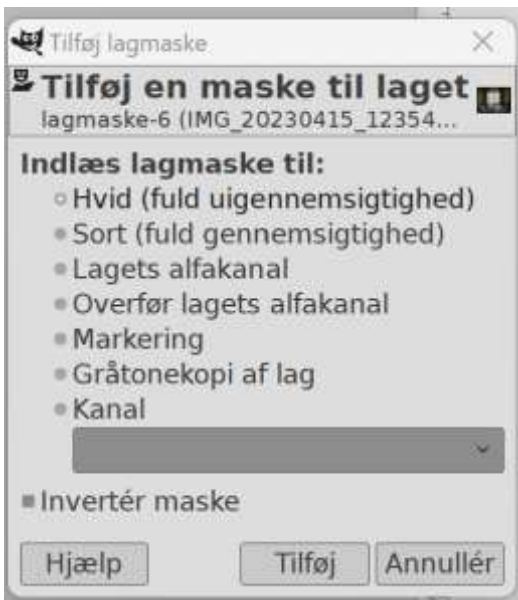 Tilføj lagmaske
Tilføj en maske til laget
lagmaske-6 (IMG_20230415_12354...
Indlæs lagmaske til:
Hvid (fuld uigennemsigtighed)
Sort (fuld gennemsigtighed)
Lagets alfakanal
Overfør lagets alfakanal
Markering
Gråtonekopi af lag
Kanal
Invertér maske
Hjælp Tilføj Annullér